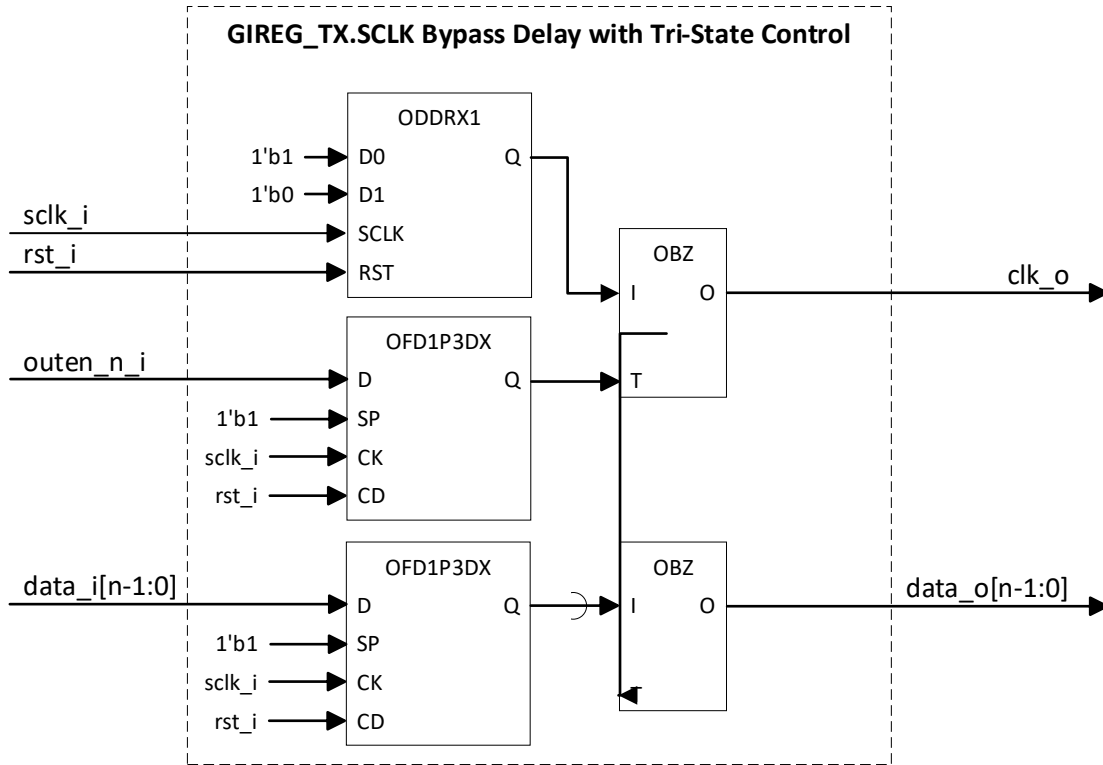 GIREG_TX.SCLK Bypass Delay with Tri-State Control
ODDRX1
1'b1
D0
Q
1'b0
D1
sclk_i
SCLK
rst_i
RST
OBZ
I
O
clk_o
T
OFD1P3DX
outen_n_i
D
Q
1'b1
SP
sclk_i
CK
rst_i
CD
OFD1P3DX
data_i[n-1:0]
D
Q
1'b1
SP
sclk_i
CK
rst_i
CD
OBZ
I
O
data_o[n-1:0]
T